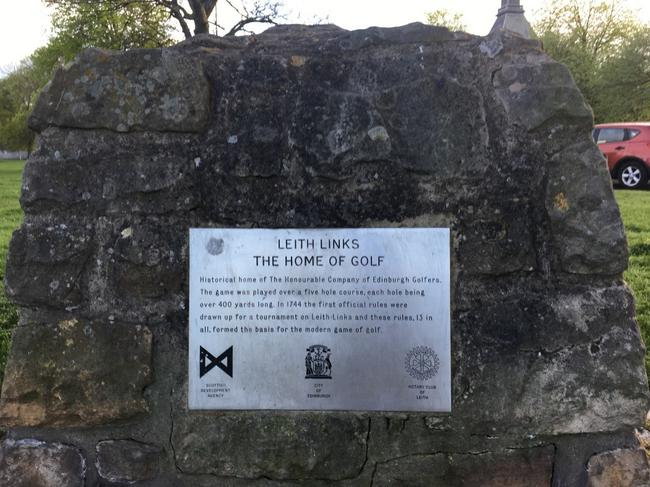 LEITH LINKS
THE HOME OF GOLF
Historical home of The Honourable Company of Edinburgh Golfers.
The game was played over a five hole course, each hole being
over 400 yards long. In 1744 the first official rules were
drawn up for a tournament on Leith Links and these rules, 13 in
all, formed the basis for the modern game of golf.
SCOTTISH
DEVELOPMENT
AGENCY
CITY
OF
EDINBURGH
ROTARY CLUB
OF
LEITH